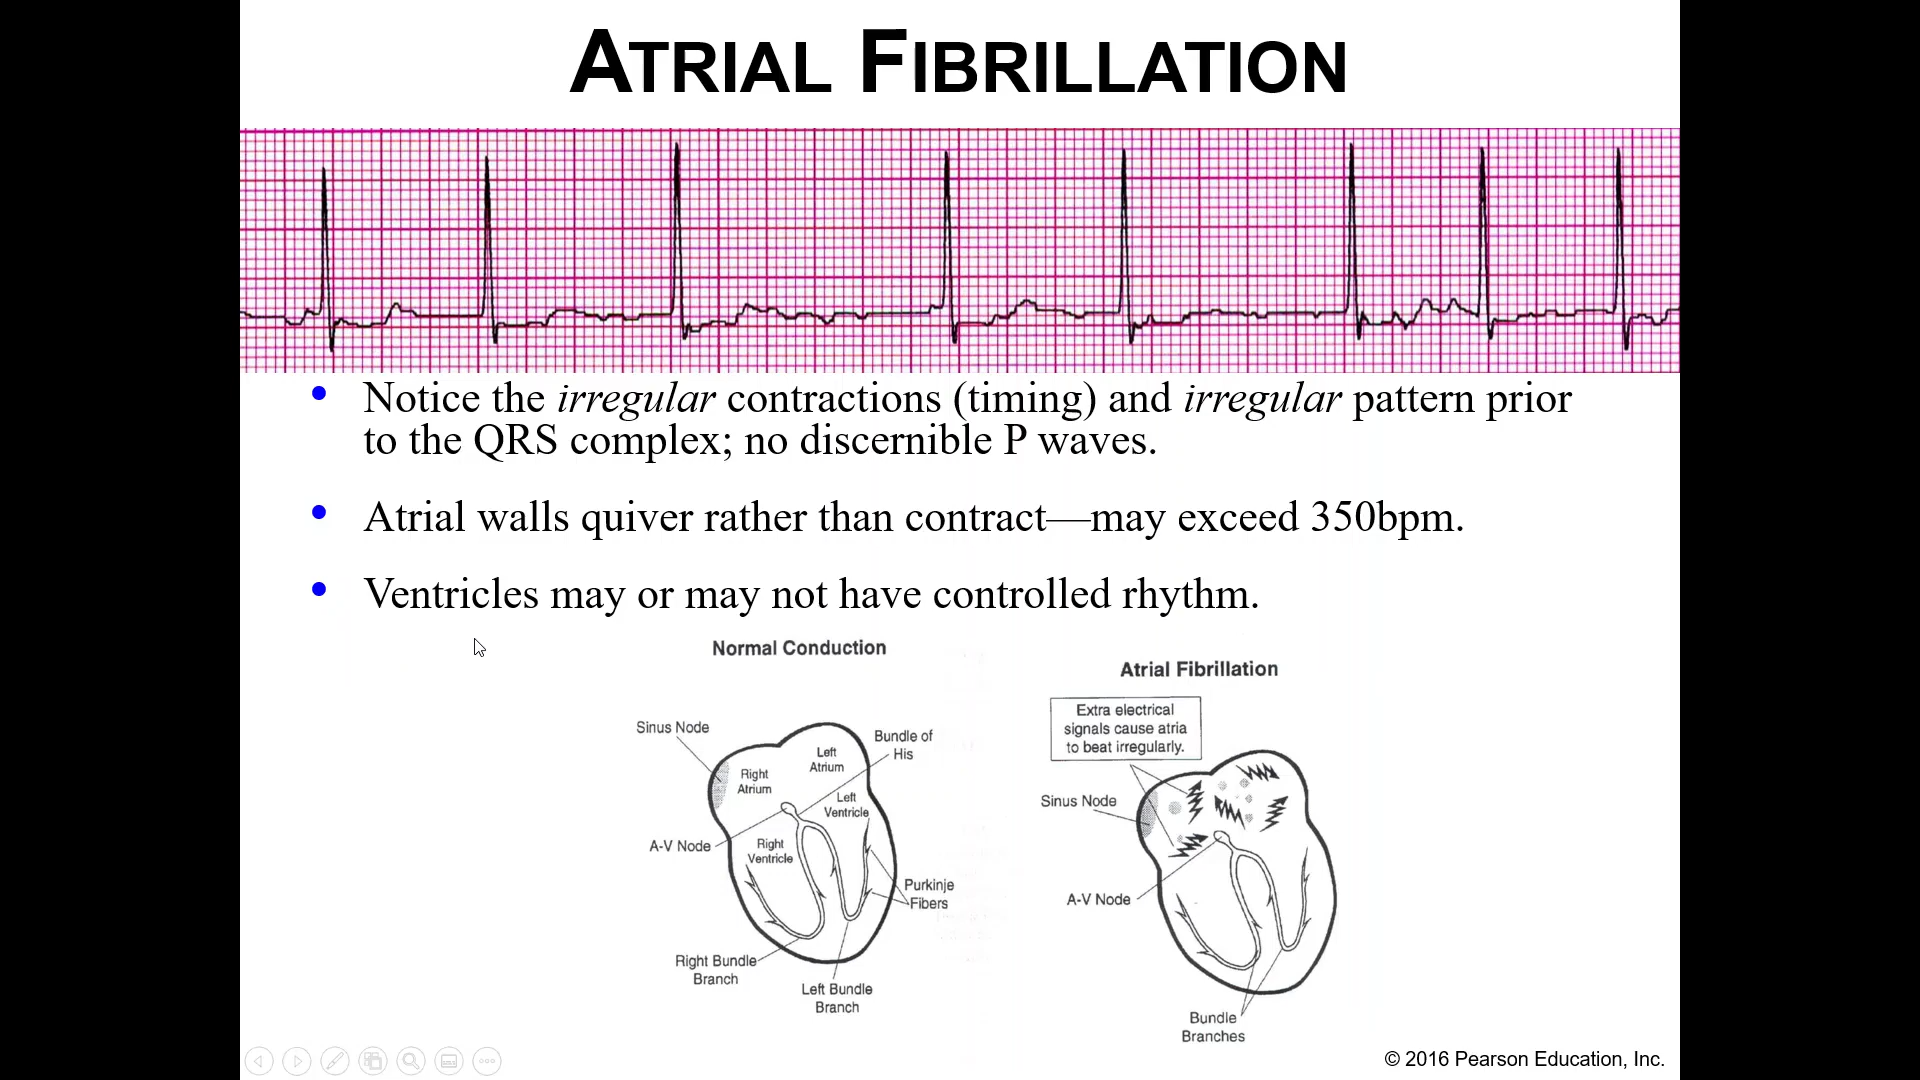 ATRIAL FIBRILLATION
• Notice the irregular contractions (timing) and irregular pattern prior
to the QRS complex; no discernible P waves.
• Atrial walls quiver rather than contract—may exceed 350bpm.
• Ventricles may or may not have controlled rhythm.
Normal Conduction
Sinus Node
Bundle of
His
Left
Atrium
Right
Atrium
Left
Ventricle
A-V Node
Right
Ventricle
Purkinje
Fibers
Right Bundle
Branch
Left Bundle
Branch
Atrial Fibrillation
Extra electrical
signals cause atria
to beat irregularly.
Sinus Node
A-V Node
Bundle
Branches
© 2016 Pearson Education, Inc.